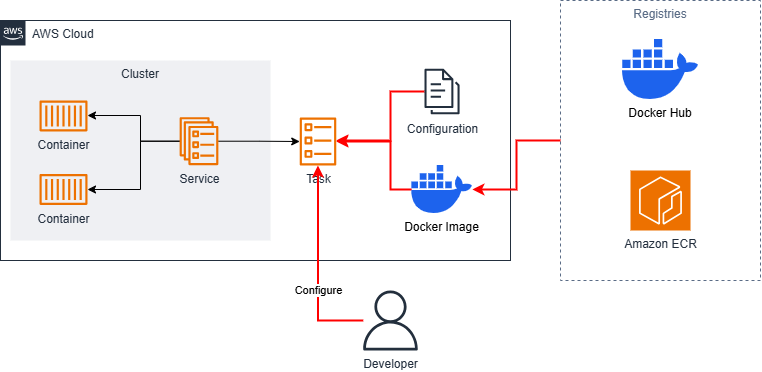 Registries
aws
AWS Cloud
Cluster
Docker Hub
Configuration
Container
Service
Task
Container
Docker Image
Amazon ECR
Configure
Developer